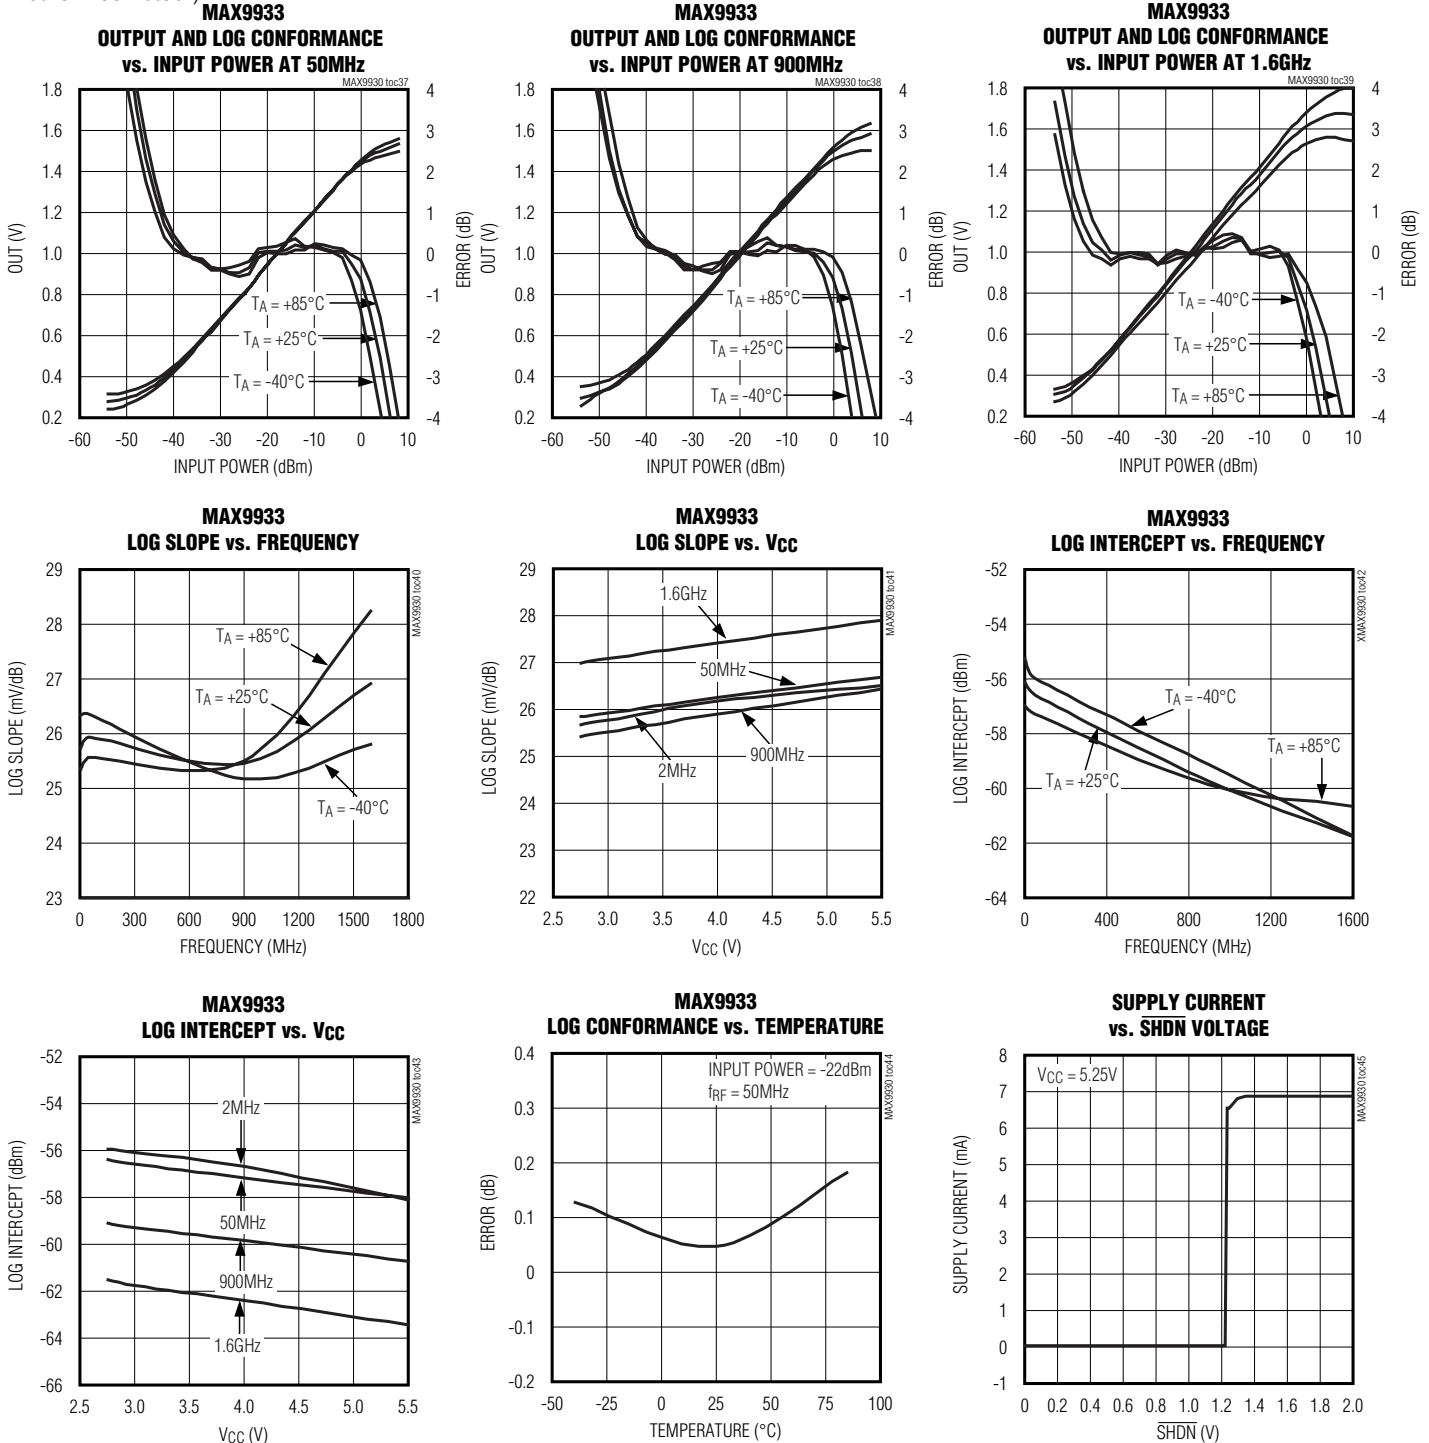 MAX9933
OUTPUT AND LOG CONFORMANCE
vs. INPUT POWER AT 50MHz
MAX9930 toc37
1.8
1.6
1.4
1.2
1.0
0.8
0.6
0.4
0.2
OUT (V)
4
3
2
1
0
-1
-2
-3
-4
ERROR (dB)
TA = +85°C
TA = +25°C
TA = -40°C
-60 -50 -40 -30 -20 -10 0 10
INPUT POWER (dBm)
MAX9933
OUTPUT AND LOG CONFORMANCE
vs. INPUT POWER AT 900MHz
MAX9930 toc38
1.8
1.6
1.4
1.2
1.0
0.8
0.6
0.4
0.2
OUT (V)
4
3
2
1
0
-1
-2
-3
-4
ERROR (dB)
TA = +85°C
TA = +25°C
TA = -40°C
-60 -50 -40 -30 -20 -10 0 10
INPUT POWER (dBm)
MAX9933
OUTPUT AND LOG CONFORMANCE
vs. INPUT POWER AT 1.6GHz
MAX9930 toc39
1.8
1.6
1.4
1.2
1.0
0.8
0.6
0.4
0.2
OUT (V)
4
3
2
1
0
-1
-2
-3
-4
ERROR (dB)
TA = -40°C
TA = +25°C
TA = +85°C
-60 -50 -40 -30 -20 -10 0 10
INPUT POWER (dBm)
MAX9933
LOG SLOPE vs. FREQUENCY
MAX9930 toc40
29
28
27
26
25
24
23
LOG SLOPE (mV/dB)
TA = +85°C
TA = +25°C
TA = -40°C
0 300 600 900 1200 1500 1800
FREQUENCY (MHz)
MAX9933
LOG SLOPE vs. VCC
MAX9930 toc41
29
28
27
26
25
24
23
22
LOG SLOPE (mV/dB)
1.6GHz
50MHz
2MHz
900MHz
2.5 3.0 3.5 4.0 4.5 5.0 5.5
VCC (V)
MAX9933
LOG INTERCEPT vs. FREQUENCY
XMAX9930 toc42
-52
-54
-56
-58
-60
-62
-64
LOG INTERCEPT (dBm)
TA = -40°C
TA = +85°C
TA = +25°C
0 400 800 1200 1600
FREQUENCY (MHz)
MAX9933
LOG INTERCEPT vs. VCC
MAX9930 toc43
-52
-54
-56
-58
-60
-62
-64
-66
LOG INTERCEPT (dBm)
2MHz
50MHz
900MHz
1.6GHz
2.5 3.0 3.5 4.0 4.5 5.0 5.5
VCC (V)
MAX9933
LOG CONFORMANCE vs. TEMPERATURE
MAX9930 toc44
INPUT POWER = -22dBm
fRF = 50MHz
0.4
0.3
0.2
0.1
0
-0.1
-0.2
ERROR (dB)
-50 -25 0 25 50 75 100
TEMPERATURE (°C)
SUPPLY CURRENT
vs. SHDN VOLTAGE
MAX9930 toc45
VCC = 5.25V
8
7
6
5
4
3
2
1
0
-1
SUPPLY CURRENT (mA)
0 0.2 0.4 0.6 0.8 1.0 1.2 1.4 1.6 1.8 2.0
SHDN (V)